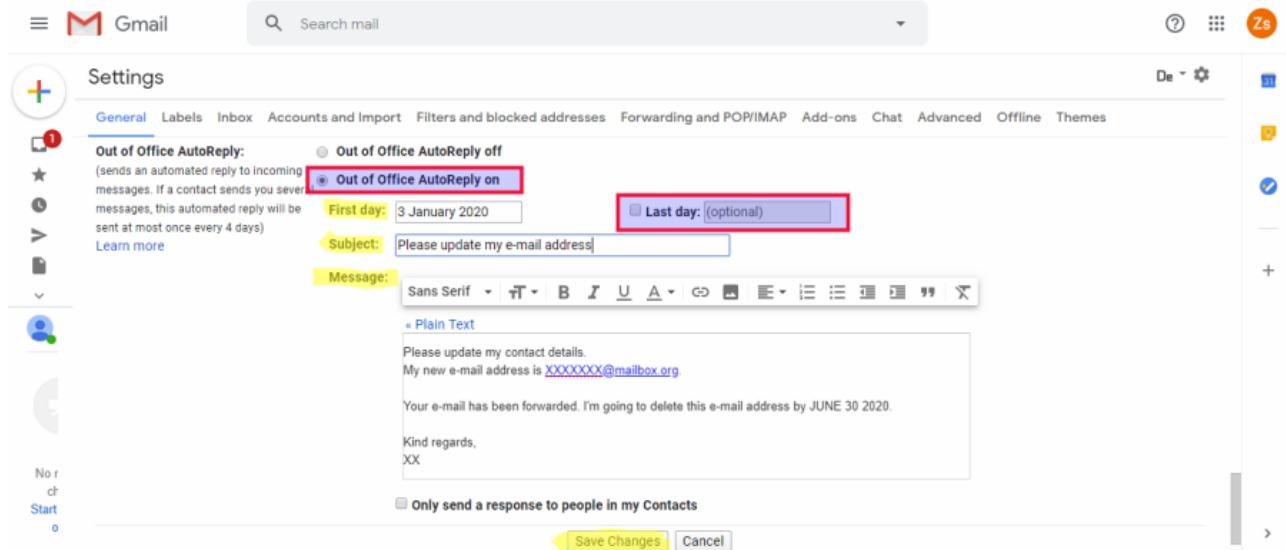 Gmail
Search mail
Zs
Settings
De
31
General Labels Inbox Accounts and Import Filters and blocked addresses Forwarding and POP/IMAP Add-ons Chat Advanced Offline Themes
1
Out of Office AutoReply:
(sends an automated reply to incoming
messages. If a contact sends you sever
messages, this automated reply will be
sent at most once every 4 days)
Learn more
Out of Office AutoReply off
Out of Office AutoReply on
First day: 3 January 2020
Last day: (optional)
Subject: Please update my e-mail address
Message:
Sans Serif
« Plain Text
Please update my contact details.
My new e-mail address is XXXXXXX@mailbox.org.
Your e-mail has been forwarded. I'm going to delete this e-mail address by JUNE 30 2020.
Kind regards,
XX
Only send a response to people in my Contacts
Save Changes Cancel
No r
ch
Start
o